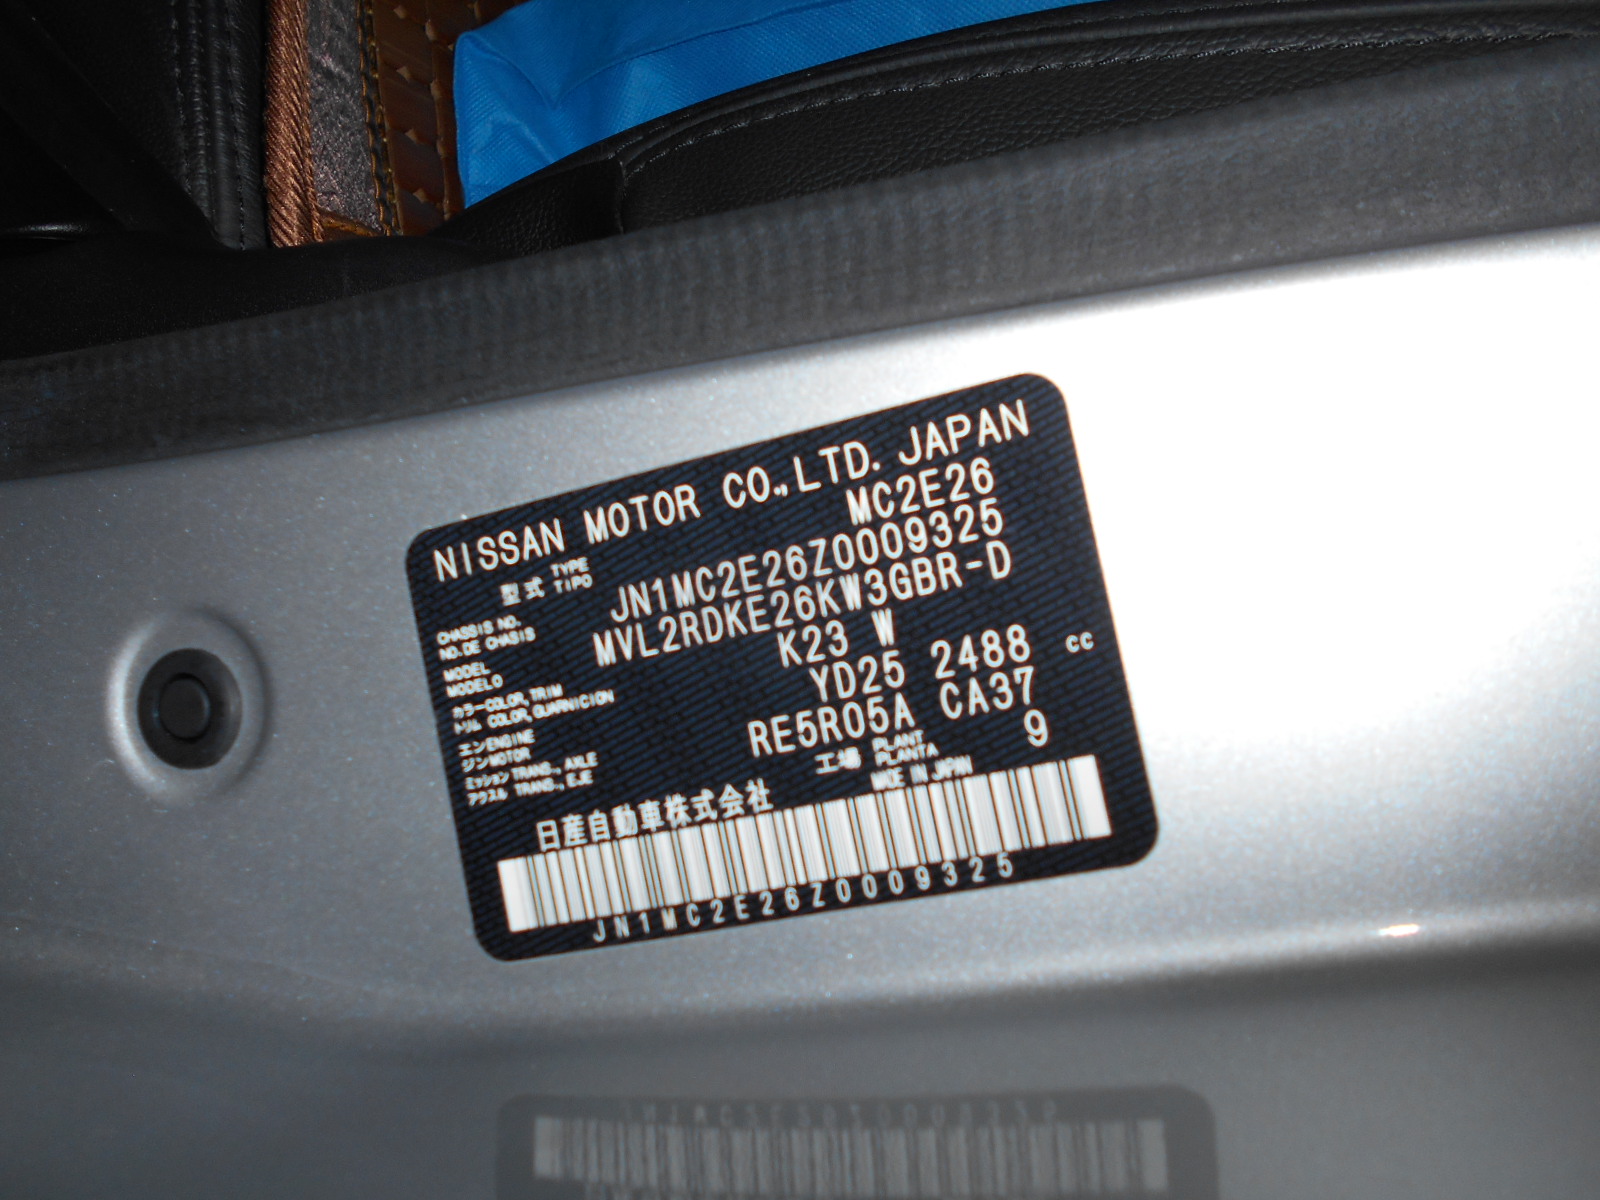 NISSAN MOTOR CO.,LTD. JAPAN
型式 TYPE TIPO MC2E26
CHASSIS NO. NO.DE CHASIS JN1MC2E26Z0009325
MODEL MODELO MVL2RDKE26KW3GBR-D
カラー COLOR,TRIM トリム COLOR,GUARNICION K23 W
エンジン ENGINE MOTOR YD25 2488 cc
ミッション TRANS.,AXLE アクスル TRANS.,EJE RE5R05A CA37
工場 PLANT PLANTA 9
日産自動車株式会社 MADE IN JAPAN
JN1MC2E26Z0009325